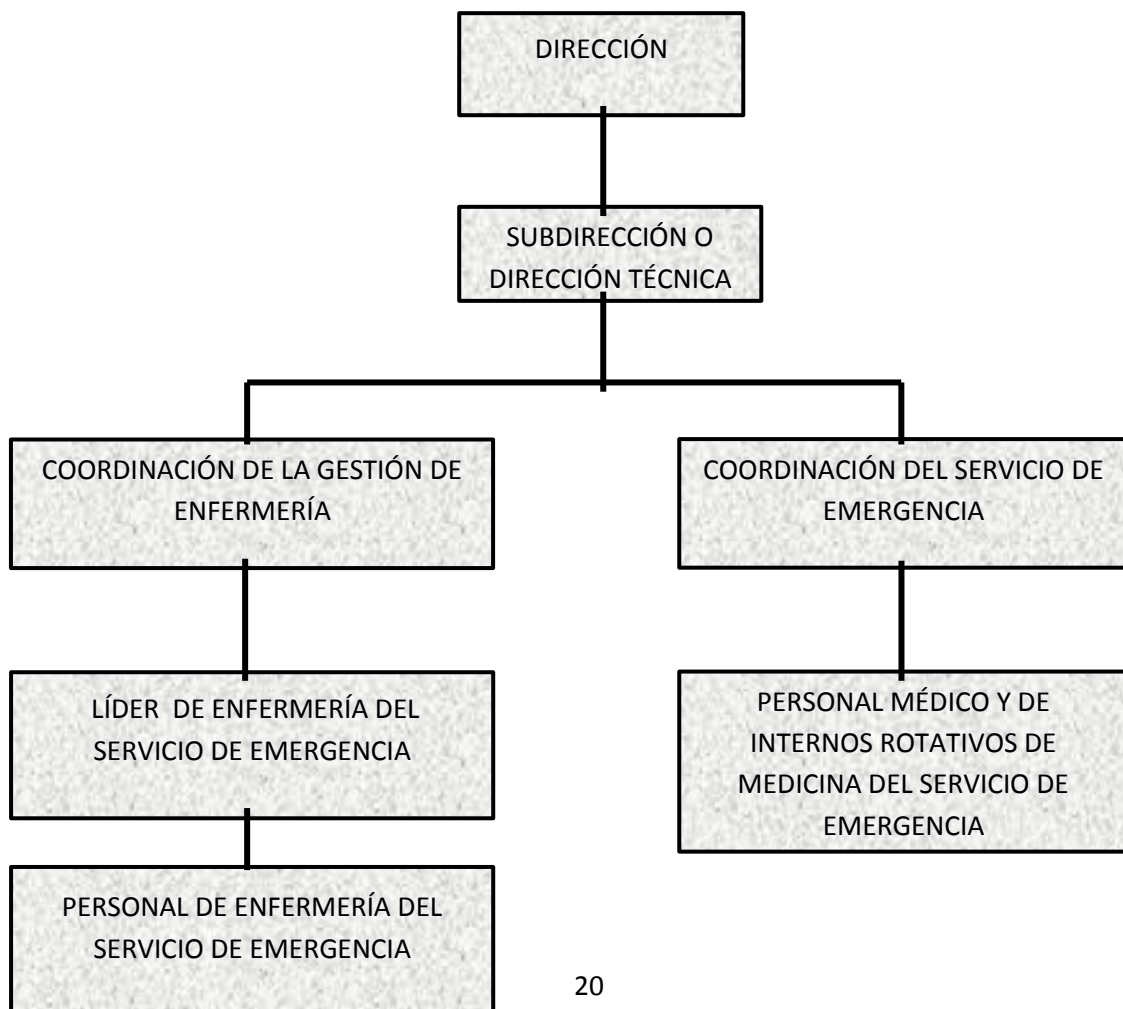 DIRECCIÓN
SUBDIRECCIÓN O
DIRECCIÓN TÉCNICA
COORDINACIÓN DE LA GESTIÓN DE
ENFERMERÍA
COORDINACIÓN DEL SERVICIO DE
EMERGENCIA
LÍDER  DE ENFERMERÍA DEL
SERVICIO DE EMERGENCIA
PERSONAL MÉDICO Y DE
INTERNOS ROTATIVOS DE
MEDICINA DEL SERVICIO DE
EMERGENCIA
PERSONAL DE ENFERMERÍA DEL
SERVICIO DE EMERGENCIA
20